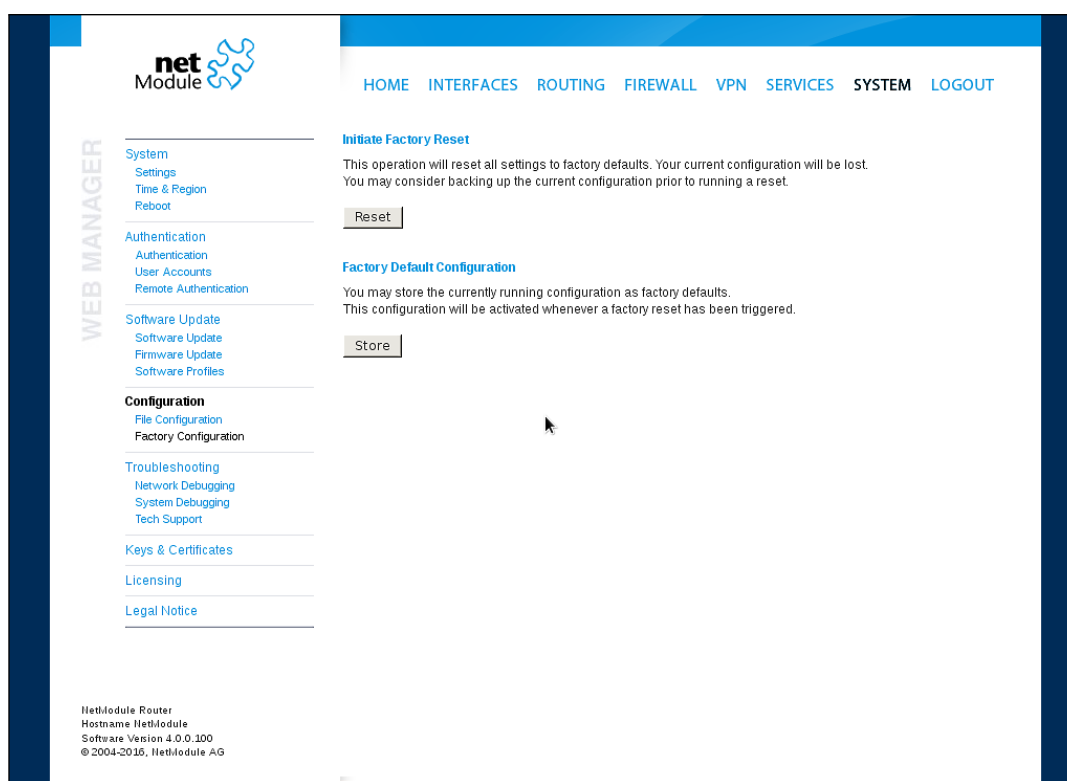 net
Module
HOME INTERFACES ROUTING FIREWALL VPN SERVICES SYSTEM LOGOUT
WEB MANAGER
System
Settings
Time & Region
Reboot
Authentication
Authentication
User Accounts
Remote Authentication
Software Update
Software Update
Firmware Update
Software Profiles
Configuration
File Configuration
Factory Configuration
Troubleshooting
Network Debugging
System Debugging
Tech Support
Keys & Certificates
Licensing
Legal Notice
Initiate Factory Reset
This operation will reset all settings to factory defaults. Your current configuration will be lost.
You may consider backing up the current configuration prior to running a reset.
Reset
Factory Default Configuration
You may store the currently running configuration as factory defaults.
This configuration will be activated whenever a factory reset has been triggered.
Store
NetModule Router
Hostname NetModule
Software Version 4.0.0.100
© 2004-2016, NetModule AG